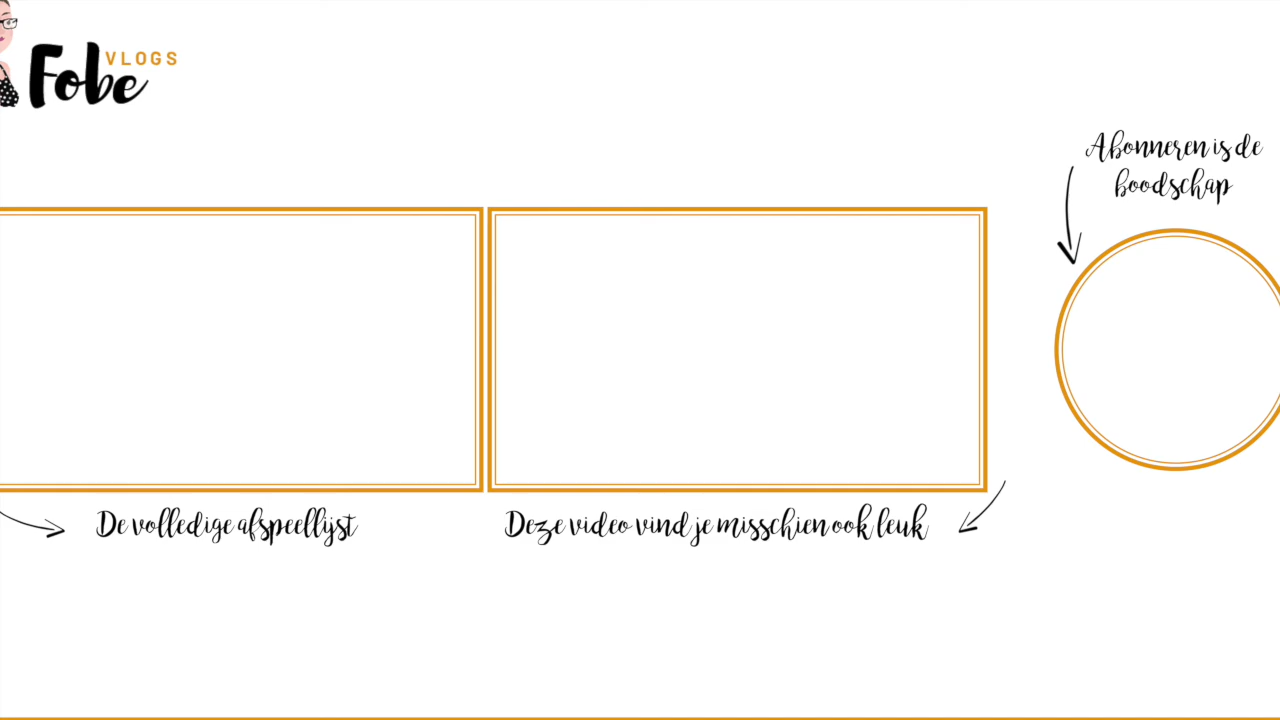 VLOGS
Fobe
Abonneren is de
boodschap
De volledige afspeellijst
Deze video vind je misschien ook leuk